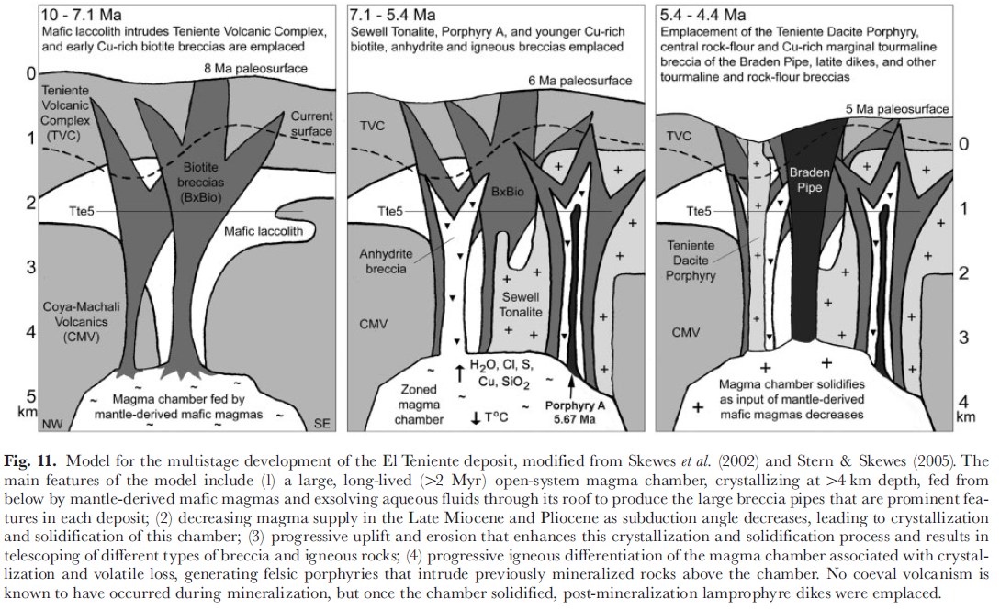 10 - 7.1 Ma
Mafic laccolith intrudes Teniente Volcanic Complex,
and early Cu-rich biotite breccias are emplaced
8 Ma paleosurface
0
Teniente
Volcanic
Complex
(TVC)
Current
surface
1
Biotite
breccias
(BxBio)
2
Tte5
Mafic laccolith
3
Coya-Machali
Volcanics
(CMV)
4
5
km
Magma chamber fed by
mantle-derived mafic magmas
NW
SE
7.1 - 5.4 Ma
Sewell Tonalite, Porphyry A, and younger Cu-rich
biotite, anhydrite and igneous breccias emplaced
6 Ma paleosurface
TVC
BxBio
Tte5
Anhydrite
breccia
Sewell
Tonalite
CMV
H2O, Cl, S,
Cu, SiO2
Zoned
magma
chamber
T°C
Porphyry A
5.67 Ma
5.4 - 4.4 Ma
Emplacement of the Teniente Dacite Porphyry,
central rock-flour and Cu-rich marginal tourmaline
breccia of the Braden Pipe, latite dikes, and other
tourmaline and rock-flour breccias
5 Ma paleosurface
TVC
0
Braden
Pipe
Tte5
1
Teniente
Dacite
Porphyry
2
CMV
3
Magma chamber solidifies
as input of mantle-derived
mafic magmas decreases
4
km
Fig. 11. Model for the multistage development of the El Teniente deposit, modified from Skewes et al. (2002) and Stern & Skewes (2005). The
main features of the model include (1) a large, long-lived (>2 Myr) open-system magma chamber, crystallizing at >4 km depth, fed from
below by mantle-derived mafic magmas and exsolving aqueous fluids through its roof to produce the large breccia pipes that are prominent fea-
tures in each deposit; (2) decreasing magma supply in the Late Miocene and Pliocene as subduction angle decreases, leading to crystallization
and solidification of this chamber; (3) progressive uplift and erosion that enhances this crystallization and solidification process and results in
telescoping of different types of breccia and igneous rocks; (4) progressive igneous differentiation of the magma chamber associated with crystal-
lization and volatile loss, generating felsic porphyries that intrude previously mineralized rocks above the chamber. No coeval volcanism is
known to have occurred during mineralization, but once the chamber solidified, post-mineralization lamprophyre dikes were emplaced.